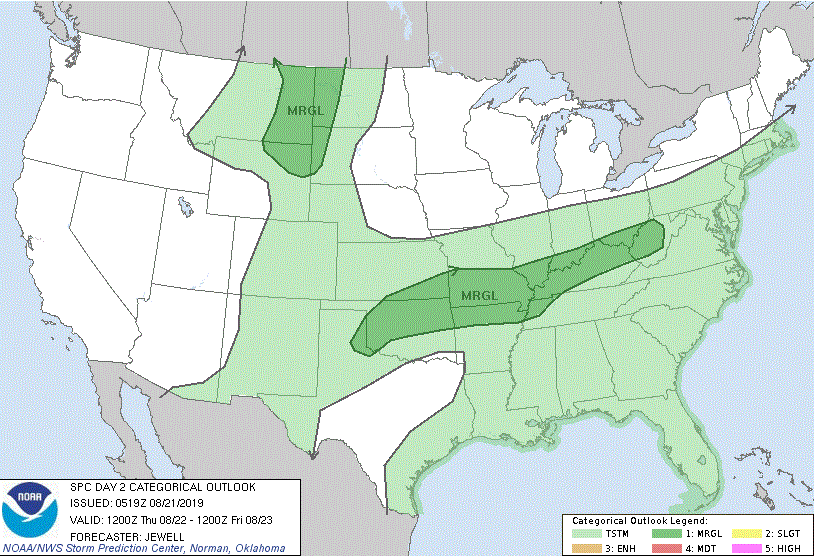 MRGL
MRGL
NOAA
SPC DAY 2 CATEGORICAL OUTLOOK
ISSUED: 0519Z 08/21/2019
VALID: 1200Z Thu 08/22 - 1200Z Fri 08/23
FORECASTER: JEWELL
NOAA/NWS Storm Prediction Center, Norman, Oklahoma
Categorical Outlook Legend:
TSTM 1: MRGL 2: SLGT
3: ENH 4: MDT 5: HIGH